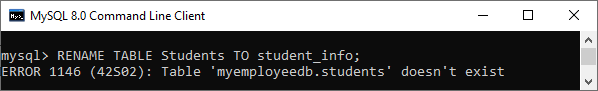 MySQL 8.0 Command Line Client
mysql> RENAME TABLE Students TO student_info;
ERROR 1146 (42S02): Table 'myemployeedb.students' doesn't exist